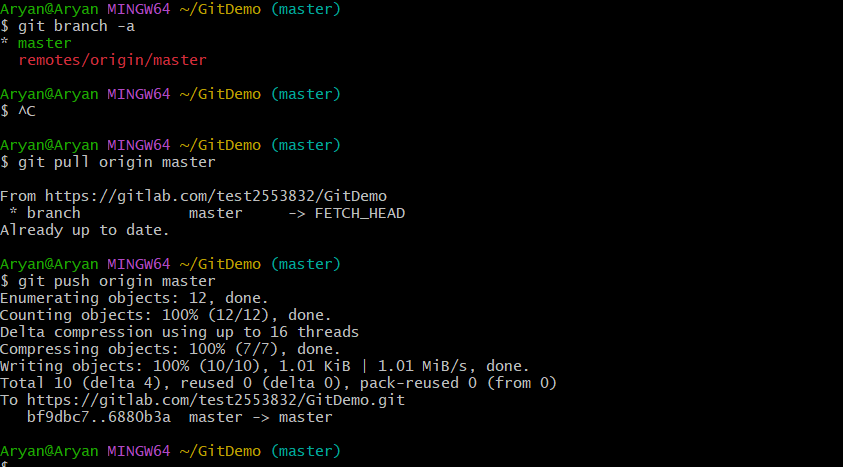 Aryan@Aryan MINGW64 ~/GitDemo (master)
$ git branch -a
* master
  remotes/origin/master

Aryan@Aryan MINGW64 ~/GitDemo (master)
$ ^C

Aryan@Aryan MINGW64 ~/GitDemo (master)
$ git pull origin master

From https://gitlab.com/test2553832/GitDemo
 * branch            master     -> FETCH_HEAD
Already up to date.

Aryan@Aryan MINGW64 ~/GitDemo (master)
$ git push origin master
Enumerating objects: 12, done.
Counting objects: 100% (12/12), done.
Delta compression using up to 16 threads
Compressing objects: 100% (7/7), done.
Writing objects: 100% (10/10), 1.01 KiB | 1.01 MiB/s, done.
Total 10 (delta 4), reused 0 (delta 0), pack-reused 0 (from 0)
To https://gitlab.com/test2553832/GitDemo.git
   bf9dbc7..6880b3a  master -> master

Aryan@Aryan MINGW64 ~/GitDemo (master)
$